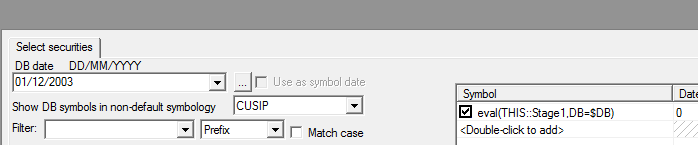 Select securities
DB date DD/MM/YYYY
01/12/2003 ... Use as symbol date
Show DB symbols in non-default symbology CUSIP
Filter: Prefix Match case
Symbol Date
eval(THIS::Stage1,DB=$DB) 0
<Double-click to add>